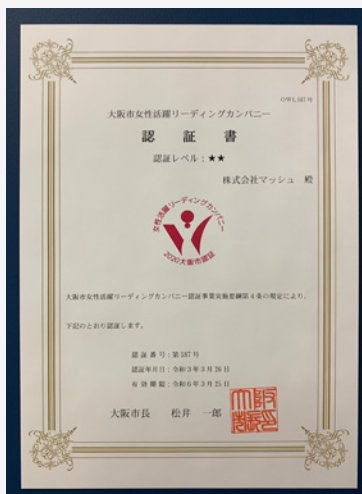 OWL587号
大阪市女性活躍リーディングカンパニー
認証書
認証レベル：★★
株式会社マッシュ 殿
女性活躍リーディングカンパニー
2020大阪市認証
大阪市女性活躍リーディングカンパニー認証事業実施要綱第4条の規定により、
下記のとおり認証します。
認証番号：第587号
認証年月日：令和3年3月26日
有効期限：令和6年3月25日
大阪市長 松井 一郎